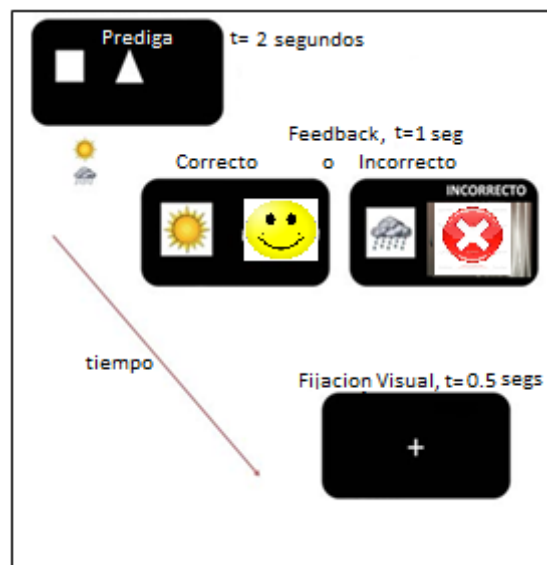 Prediga t= 2 segundos
Feedback, t=1 seg
Correcto o Incorrecto
INCORRECTO
tiempo
Fijacion Visual, t=0.5 segs
+